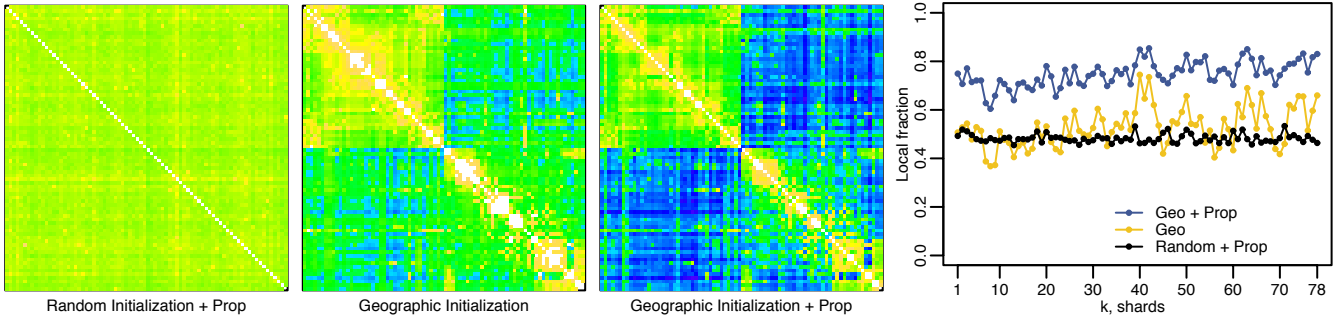 Random Initialization + Prop
Geographic Initialization
Geographic Initialization + Prop
Local fraction
1.0
0.8
0.6
0.4
0.2
0.0
Geo + Prop
Geo
Random + Prop
1 10 20 30 40 50 60 70 78
k, shards